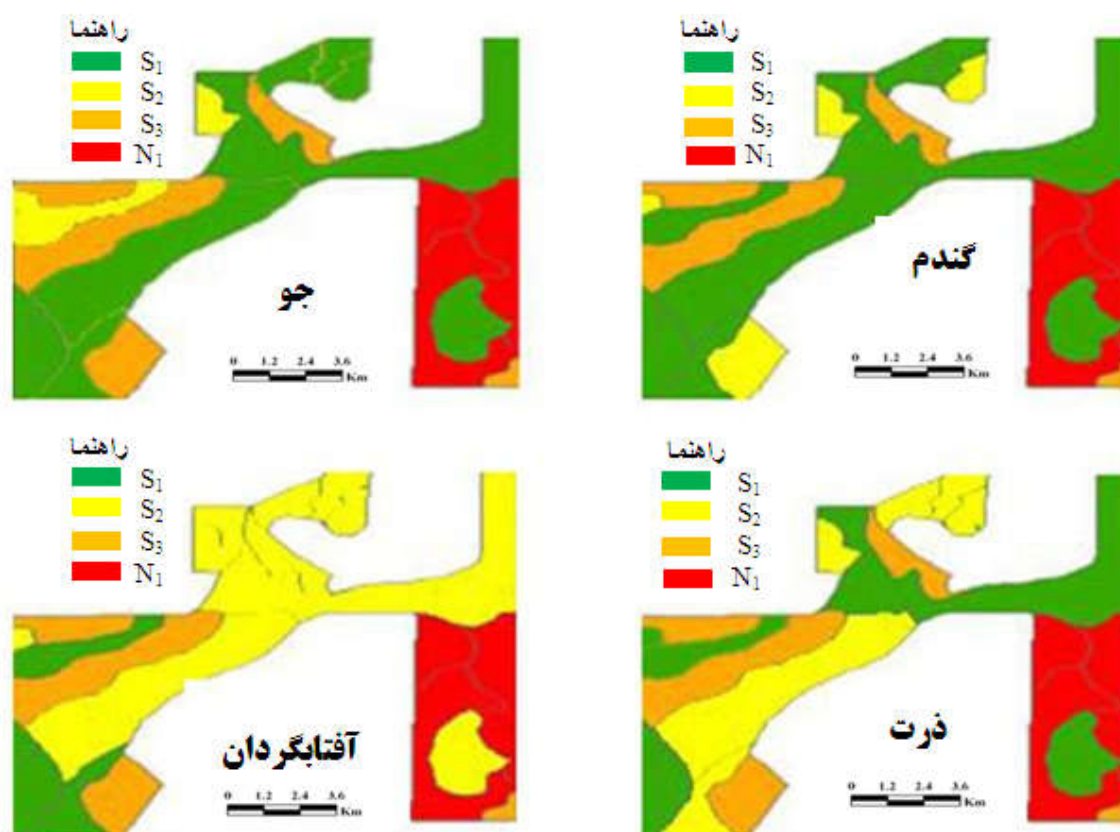 راهنما
S₁
S₂
S₃
N₁
جو
0 1.2 2.4 3.6
Km
راهنما
S₁
S₂
S₃
N₁
گندم
0 1.2 2.4 3.6
Km
راهنما
S₁
S₂
S₃
N₁
آفتابگردان
0 1.2 2.4 3.6
Km
راهنما
S₁
S₂
S₃
N₁
ذرت
0 1.2 2.4 3.6
Km